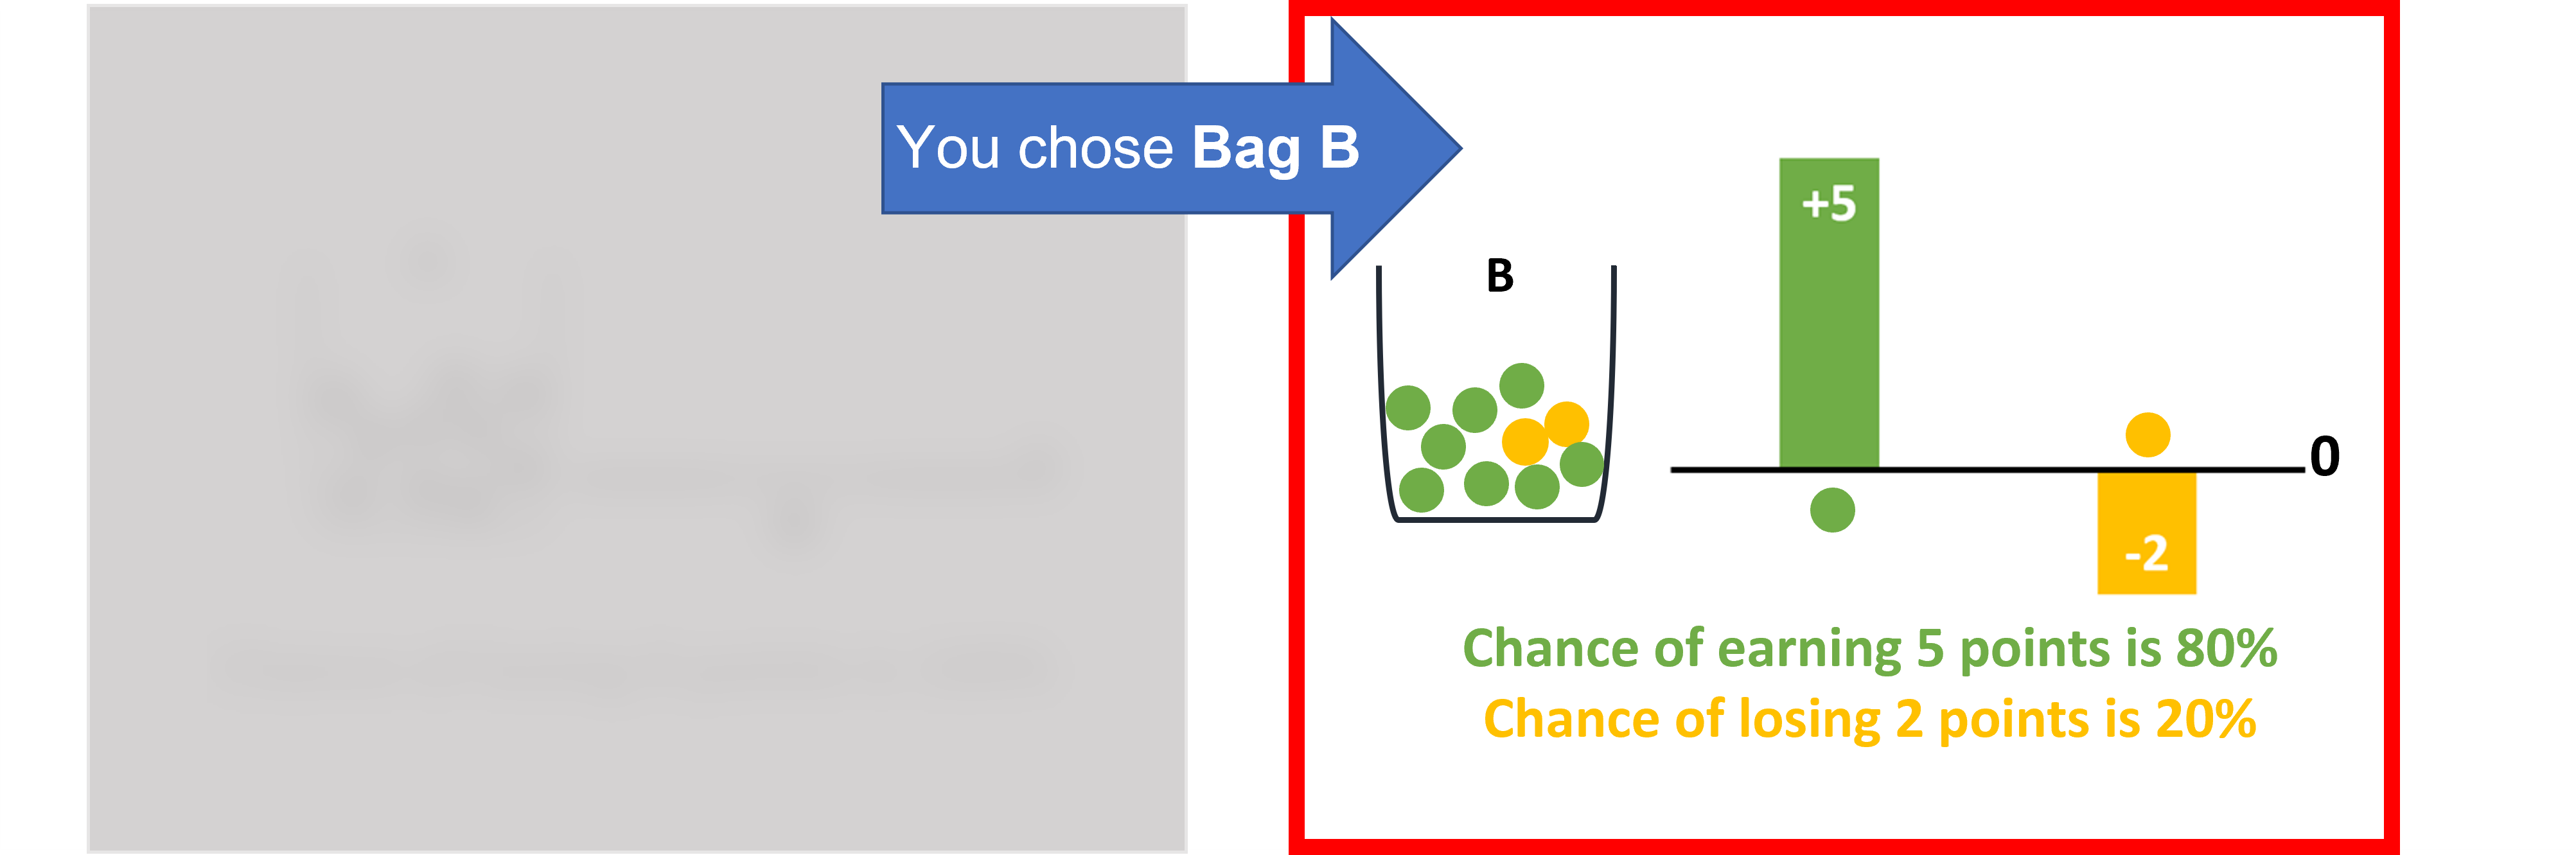 You chose Bag B
B
+5
0
-2
Chance of earning 5 points is 80%
Chance of losing 2 points is 20%